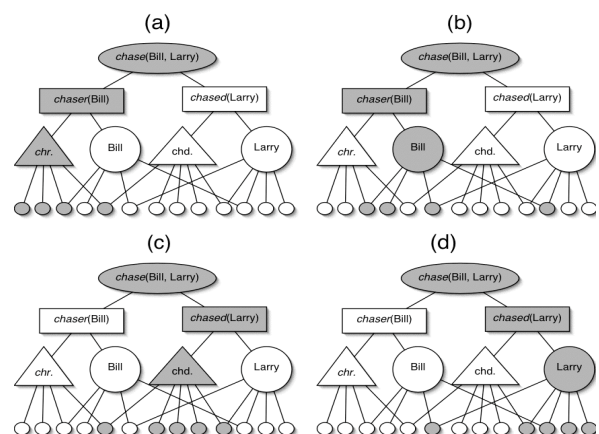 (a)
chase(Bill, Larry)
chaser(Bill)
chased(Larry)
chr.
Bill
chd.
Larry
(b)
chase(Bill, Larry)
chaser(Bill)
chased(Larry)
chr.
Bill
chd.
Larry
(c)
chase(Bill, Larry)
chaser(Bill)
chased(Larry)
chr.
Bill
chd.
Larry
(d)
chase(Bill, Larry)
chaser(Bill)
chased(Larry)
chr.
Bill
chd.
Larry